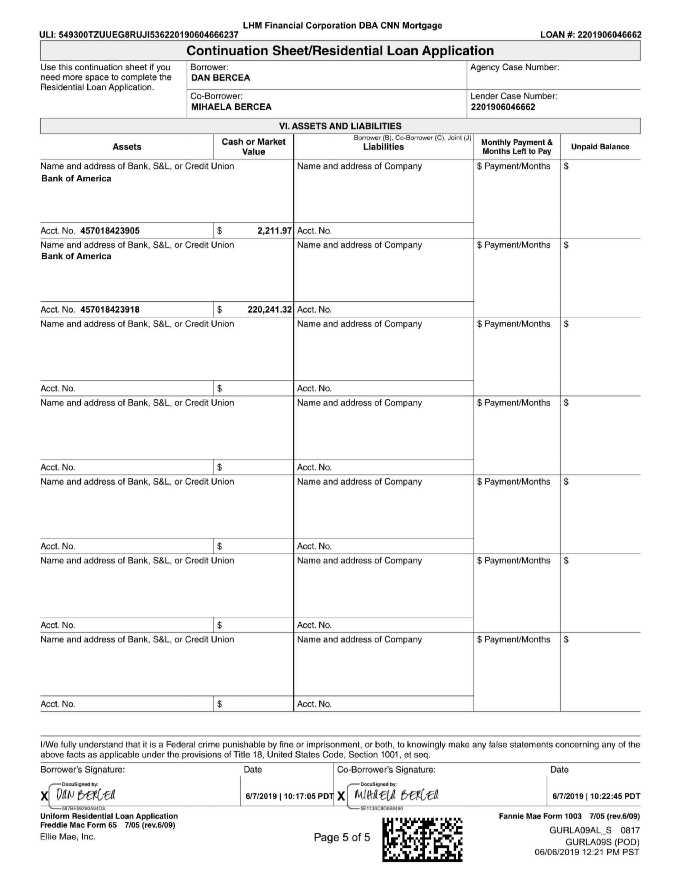 LHM Financial Corporation DBA CNN Mortgage
ULI: 549300TZUUEG8RUJI536220190604666237 LOAN #: 2201906046662
Continuation Sheet/Residential Loan Application
Use this continuation sheet if you
need more space to complete the
Residential Loan Application.
Borrower:
DAN BERCEA
Agency Case Number:
Co-Borrower:
MIHAELA BERCEA
Lender Case Number:
2201906046662
VI. ASSETS AND LIABILITIES
Assets
Cash or Market
Value
Borrower (B), Co-Borrower (C), Joint (J)
Liabilities
Monthly Payment &
Months Left to Pay
Unpaid Balance
Name and address of Bank, S&L, or Credit Union Name and address of Company $ Payment/Months $
Bank of America
Acct. No. 457018423905 $ 2,211.97 Acct. No.
Name and address of Bank, S&L, or Credit Union Name and address of Company $ Payment/Months $
Bank of America
Acct. No. 457018423918 $ 220,241.32 Acct. No.
Name and address of Bank, S&L, or Credit Union Name and address of Company $ Payment/Months $
Acct. No. $ Acct. No.
Name and address of Bank, S&L, or Credit Union Name and address of Company $ Payment/Months $
Acct. No. $ Acct. No.
Name and address of Bank, S&L, or Credit Union Name and address of Company $ Payment/Months $
Acct. No. $ Acct. No.
Name and address of Bank, S&L, or Credit Union Name and address of Company $ Payment/Months $
Acct. No. $ Acct. No.
Name and address of Bank, S&L, or Credit Union Name and address of Company $ Payment/Months $
Acct. No. $ Acct. No.
I/We fully understand that it is a Federal crime punishable by fine or imprisonment, or both, to knowingly make any false statements concerning any of the
above facts as applicable under the provisions of Title 18, United States Code, Section 1001, et seq.
Borrower's Signature: Date Co-Borrower's Signature: Date
DocuSigned by: DocuSigned by:
X DAN BERCEA 6/7/2019 | 10:17:05 PDT X MIHAELA BERCEA 6/7/2019 | 10:22:45 PDT
Uniform Residential Loan Application Fannie Mae Form 1003 7/05 (rev.6/09)
Freddie Mac Form 65 7/05 (rev.6/09)
Ellie Mae, Inc. Page 5 of 5 GURLA09AL_S 0817
GURLA09S (POD)
06/06/2019 12:21 PM PST